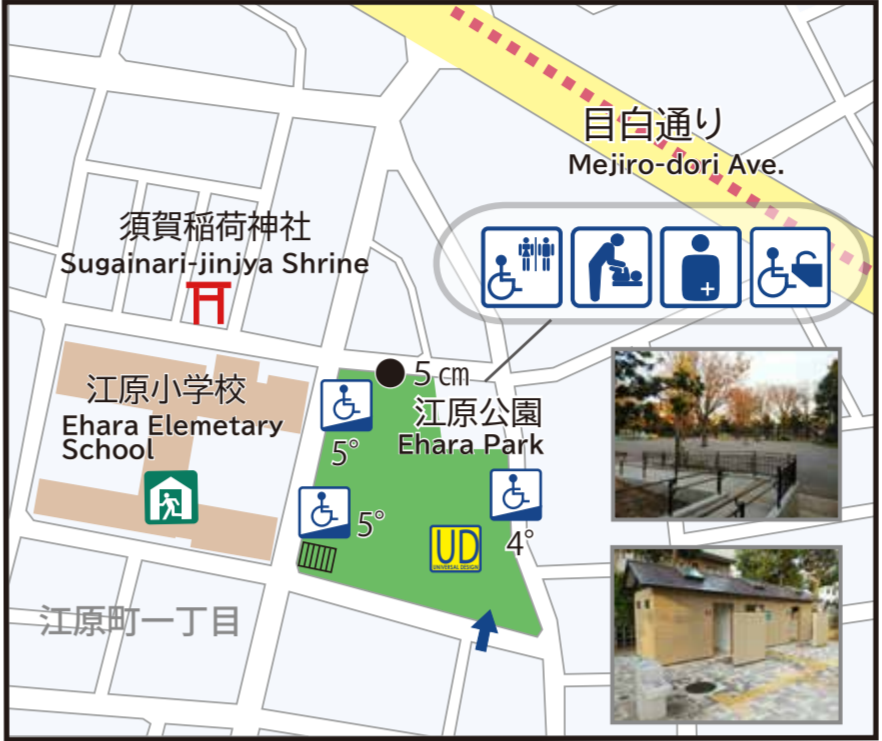 目白通り
Mejiro-dori Ave.
須賀稲荷神社
Sugainari-jinjya Shrine
5㎝
江原小学校
Ehara Elemetary
School
江原公園
Ehara Park
5°
5°
4°
UD
UNIVERSAL DESIGN
江原町一丁目